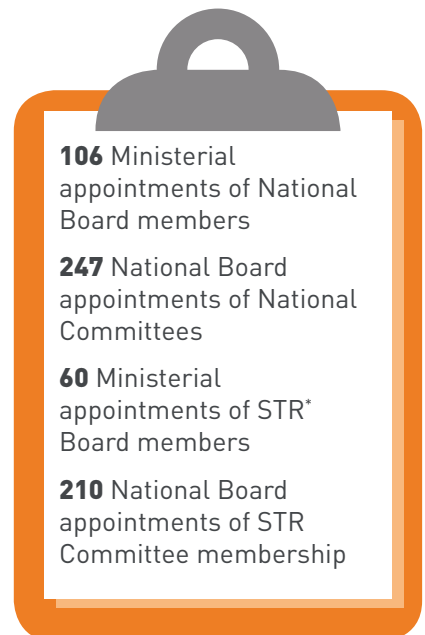 106 Ministerial
appointments of National
Board members
247 National Board
appointments of National
Committees
60 Ministerial
appointments of STR*
Board members
210 National Board
appointments of STR
Committee membership